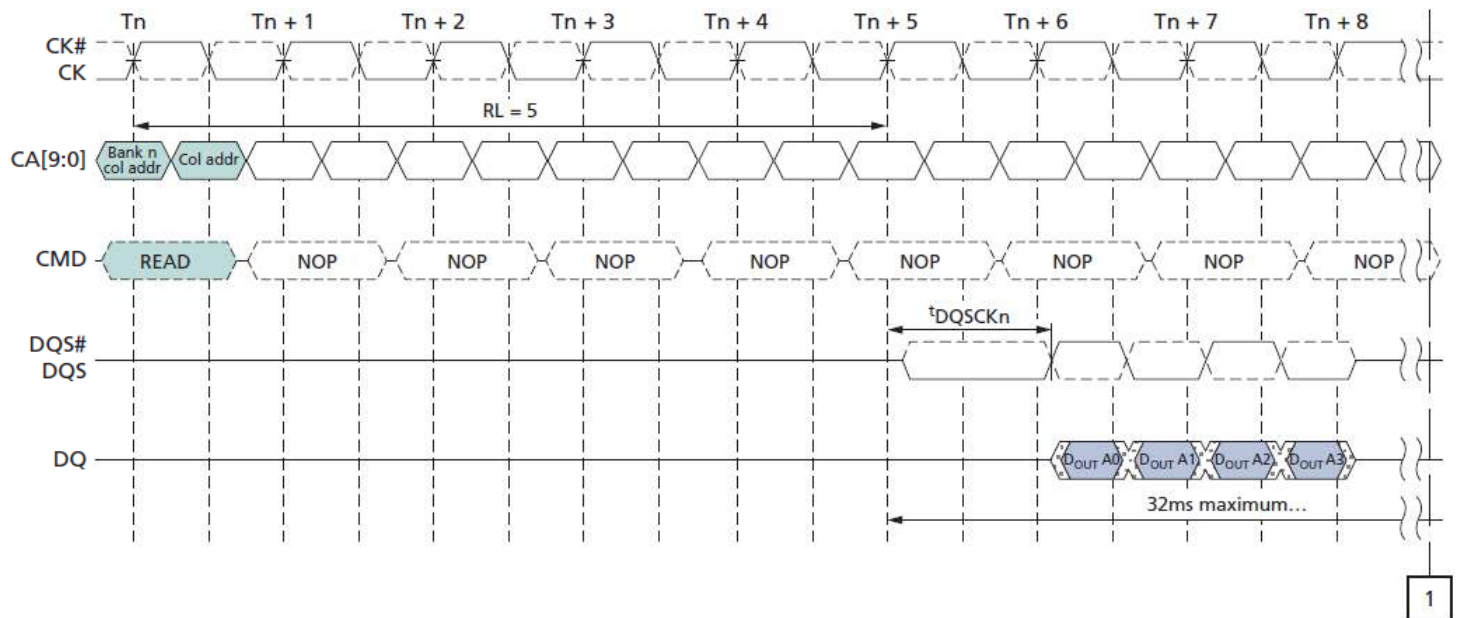 Tn Tn + 1 Tn + 2 Tn + 3 Tn + 4 Tn + 5 Tn + 6 Tn + 7 Tn + 8
CK#
CK
RL = 5
CA[9:0] Bank n Col addr
col addr
CMD READ NOP NOP NOP NOP NOP NOP NOP NOP
tDQSCKn
DQS#
DQS
DQ DOUT A0 DOUT A1 DOUT A2 DOUT A3
32ms maximum…
1